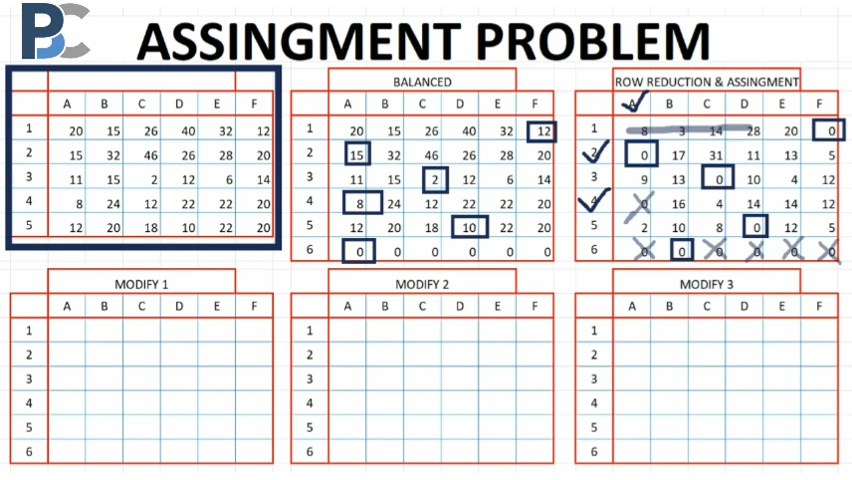 PBC
ASSINGMENT PROBLEM
A B C D E F
1 20 15 26 40 32 12
2 15 32 46 26 28 20
3 11 15 2 12 6 14
4 8 24 12 22 22 20
5 12 20 18 10 22 20
BALANCED
A B C D E F
1 20 15 26 40 32 12
2 15 32 46 26 28 20
3 11 15 2 12 6 14
4 8 24 12 22 22 20
5 12 20 18 10 22 20
6 0 0 0 0 0 0
ROW REDUCTION & ASSINGMENT
A B C D E F
1 8 3 14 28 20 0
2 0 17 31 11 13 5
3 9 13 0 10 4 12
4 0 16 4 14 14 12
5 2 10 8 0 12 5
6 0 0 0 0 0 0
MODIFY 1
A B C D E F
1
2
3
4
5
6
MODIFY 2
A B C D E F
1
2
3
4
5
6
MODIFY 3
A B C D E F
1
2
3
4
5
6